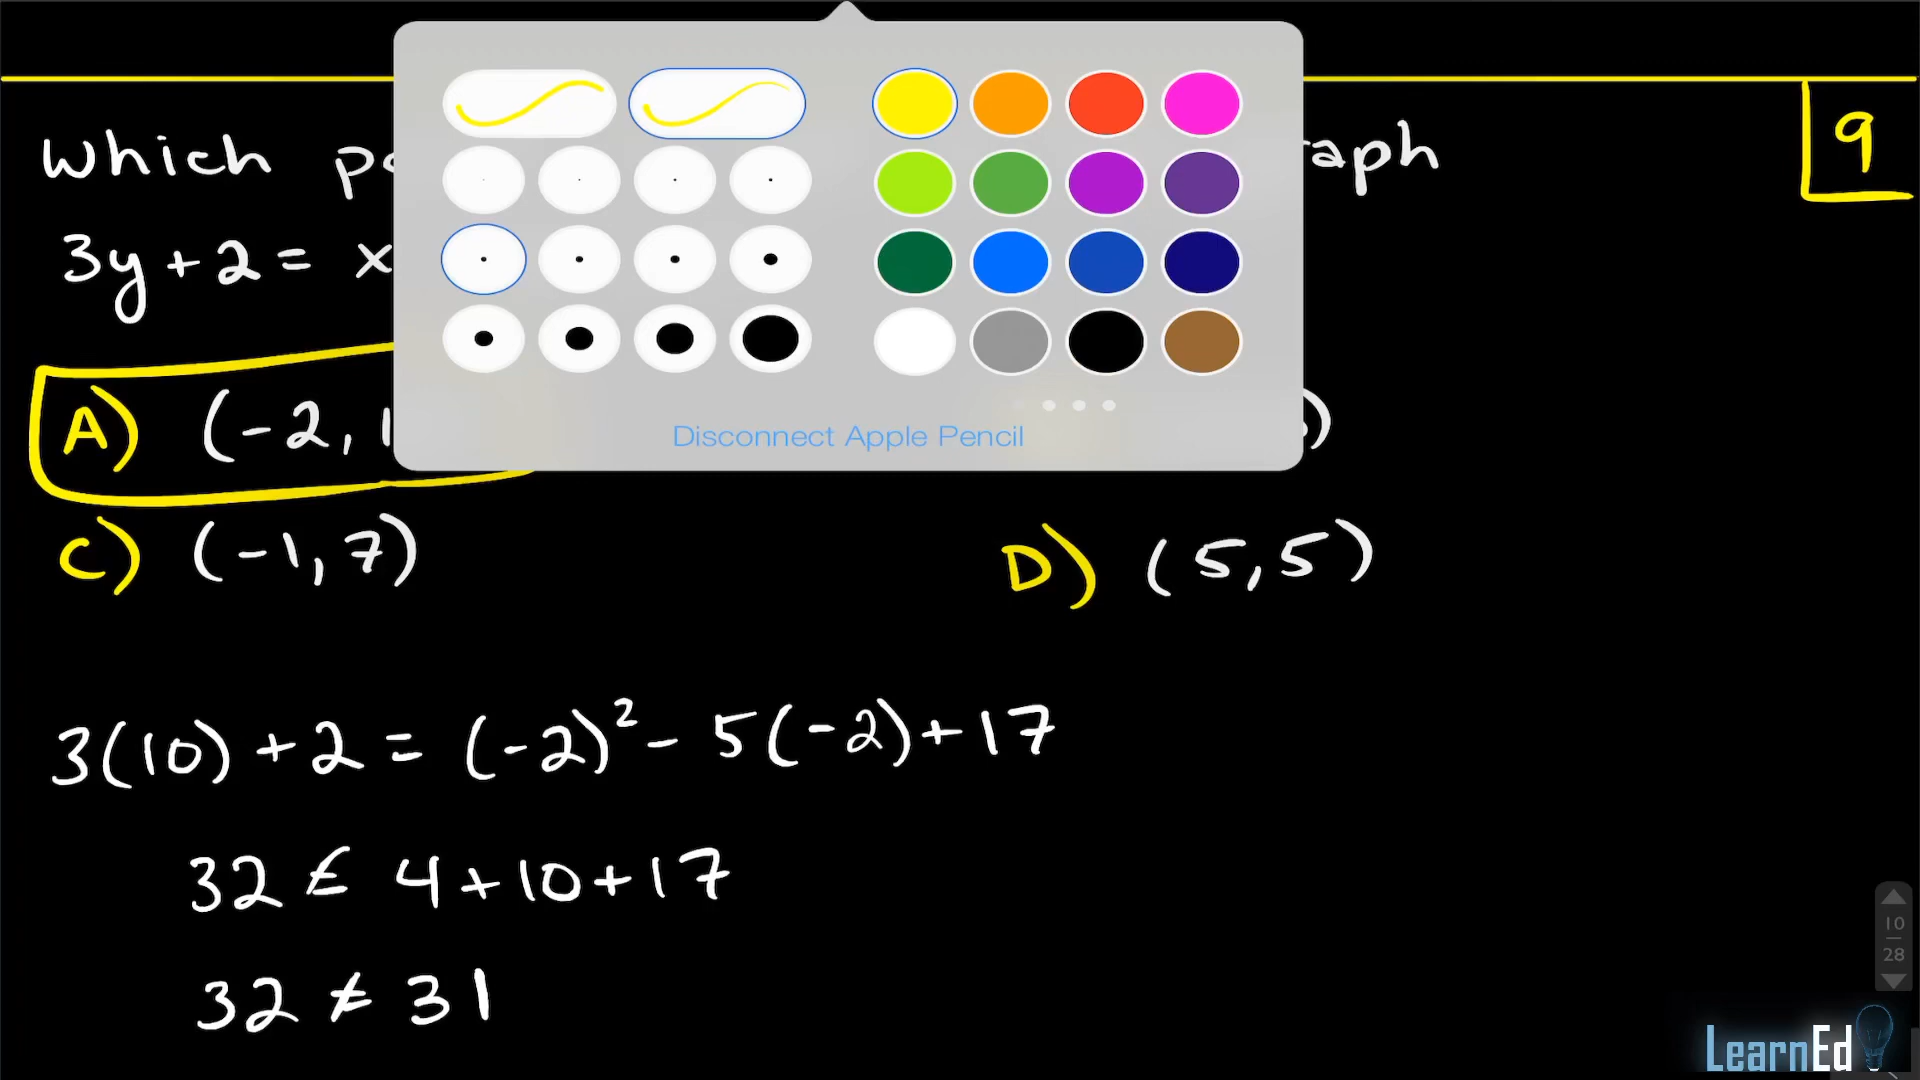 Which aph
9
3y + 2 = x
A) (-2, 1 )
Disconnect Apple Pencil
C) (-1, 7)
D) (5, 5)
3(10) + 2 = (-2)² - 5(-2) + 17
32 ≠ 4 + 10 + 17
32 ≠ 31
10
28
LearnEd